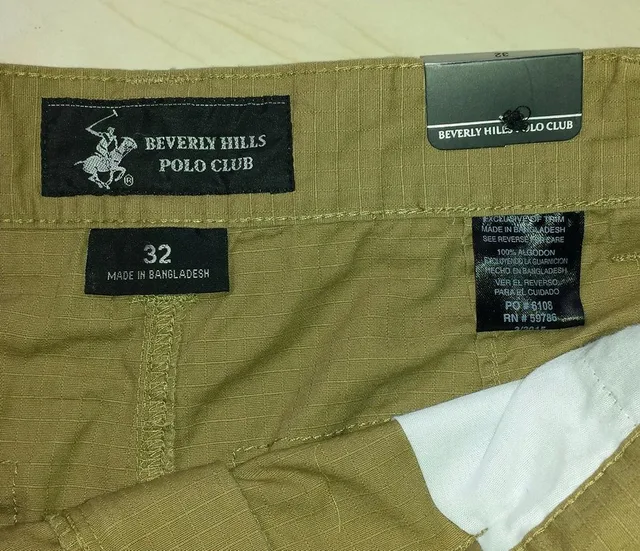 32
BEVERLY HILLS POLO CLUB
BEVERLY HILLS
POLO CLUB
®
32
MADE IN BANGLADESH
EXCLUSIVE OF TRIM
MADE IN BANGLADESH
SEE REVERSE FOR CARE
100% ALGODON
EXCLUYENDO LA GUARNICION
HECHO EN BANGLADESH
VER EL REVERSO
PARA EL CUIDADO
PO # 6108
RN # 59786